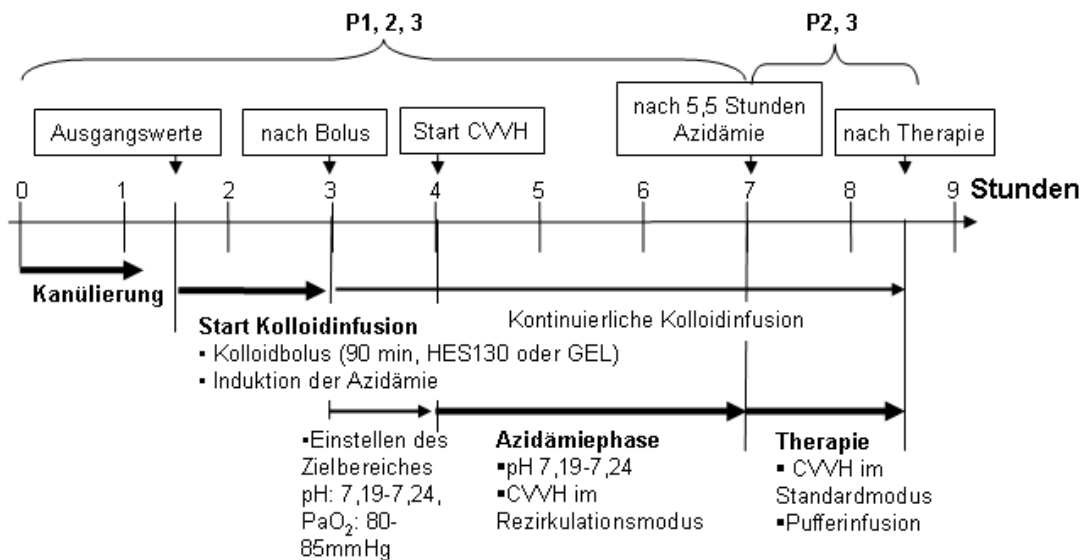 P1, 2, 3
P2, 3
Ausgangswerte
nach Bolus
Start CVVH
nach 5,5 Stunden
Azidämie
nach Therapie
0 1 2 3 4 5 6 7 8 9 Stunden
Kanülierung
Start Kolloidinfusion
▪ Kolloidbolus (90 min, HES130 oder GEL)
▪ Induktion der Azidämie
Kontinuierliche Kolloidinfusion
▪Einstellen des
Zielbereiches
pH: 7,19-7,24,
PaO₂: 80-
85mmHg
Azidämiephase
▪pH 7,19-7,24
▪CVVH im
Rezirkulationsmodus
Therapie
▪ CVVH im
Standardmodus
▪Pufferinfusion